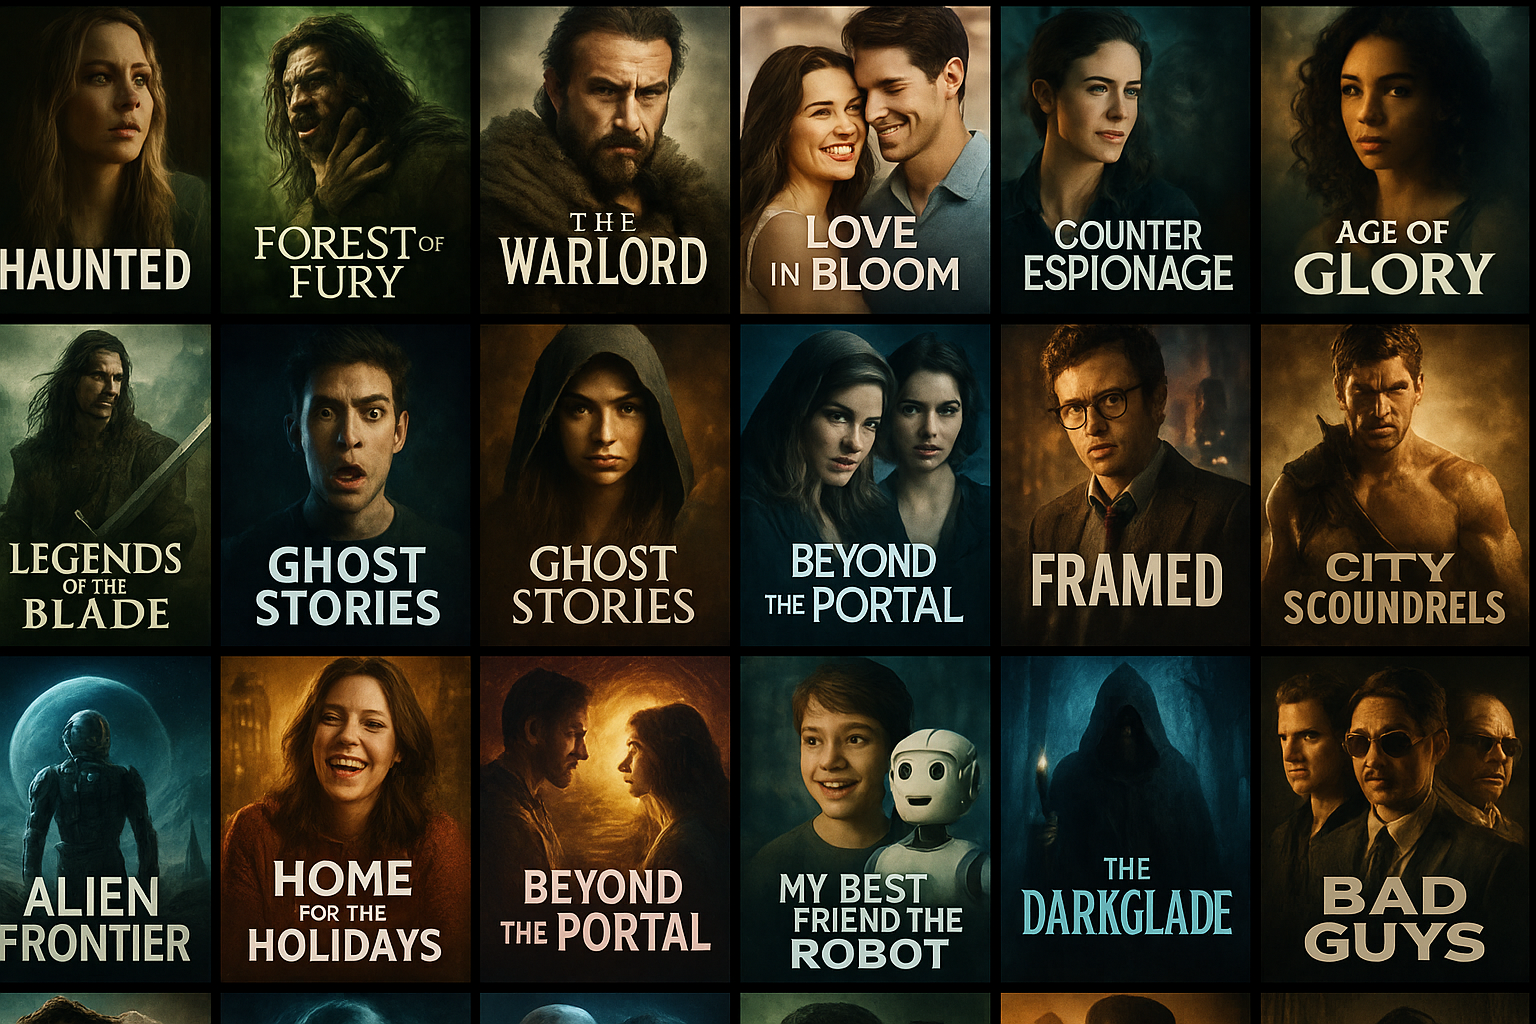 HAUNTED
FOREST OF
FURY
THE
WARLORD
LOVE
IN BLOOM
COUNTER
ESPIONAGE
AGE OF
GLORY
LEGENDS
OF THE
BLADE
GHOST
STORIES
GHOST
STORIES
BEYOND
THE PORTAL
FRAMED
CITY
SCOUNDRELS
ALIEN
FRONTIER
HOME
FOR THE
HOLIDAYS
BEYOND
THE PORTAL
MY BEST
FRIEND THE
ROBOT
THE
DARKGLADE
BAD
GUYS